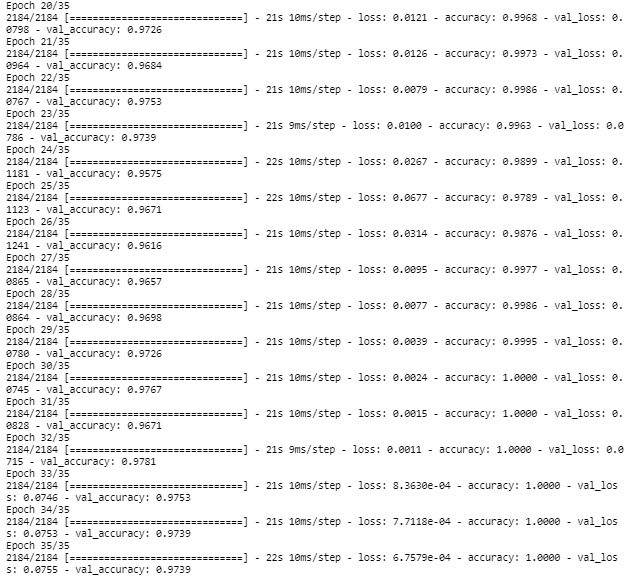 Epoch 20/35
2184/2184 [==============================] - 21s 10ms/step - loss: 0.0121 - accuracy: 0.9968 - val_loss: 0.
0798 - val_accuracy: 0.9726
Epoch 21/35
2184/2184 [==============================] - 21s 10ms/step - loss: 0.0126 - accuracy: 0.9973 - val_loss: 0.
0964 - val_accuracy: 0.9684
Epoch 22/35
2184/2184 [==============================] - 21s 10ms/step - loss: 0.0079 - accuracy: 0.9986 - val_loss: 0.
0767 - val_accuracy: 0.9753
Epoch 23/35
2184/2184 [==============================] - 21s 9ms/step - loss: 0.0100 - accuracy: 0.9963 - val_loss: 0.0
786 - val_accuracy: 0.9739
Epoch 24/35
2184/2184 [==============================] - 22s 10ms/step - loss: 0.0267 - accuracy: 0.9899 - val_loss: 0.
1181 - val_accuracy: 0.9575
Epoch 25/35
2184/2184 [==============================] - 22s 10ms/step - loss: 0.0677 - accuracy: 0.9789 - val_loss: 0.
1123 - val_accuracy: 0.9671
Epoch 26/35
2184/2184 [==============================] - 21s 10ms/step - loss: 0.0314 - accuracy: 0.9876 - val_loss: 0.
1241 - val_accuracy: 0.9616
Epoch 27/35
2184/2184 [==============================] - 21s 10ms/step - loss: 0.0095 - accuracy: 0.9977 - val_loss: 0.
0865 - val_accuracy: 0.9657
Epoch 28/35
2184/2184 [==============================] - 21s 10ms/step - loss: 0.0077 - accuracy: 0.9986 - val_loss: 0.
0864 - val_accuracy: 0.9698
Epoch 29/35
2184/2184 [==============================] - 21s 10ms/step - loss: 0.0039 - accuracy: 0.9995 - val_loss: 0.
0780 - val_accuracy: 0.9726
Epoch 30/35
2184/2184 [==============================] - 21s 10ms/step - loss: 0.0024 - accuracy: 1.0000 - val_loss: 0.
0745 - val_accuracy: 0.9767
Epoch 31/35
2184/2184 [==============================] - 21s 10ms/step - loss: 0.0015 - accuracy: 1.0000 - val_loss: 0.
0828 - val_accuracy: 0.9671
Epoch 32/35
2184/2184 [==============================] - 21s 9ms/step - loss: 0.0011 - accuracy: 1.0000 - val_loss: 0.0
715 - val_accuracy: 0.9781
Epoch 33/35
2184/2184 [==============================] - 21s 10ms/step - loss: 8.3630e-04 - accuracy: 1.0000 - val_los
s: 0.0746 - val_accuracy: 0.9753
Epoch 34/35
2184/2184 [==============================] - 21s 10ms/step - loss: 7.7118e-04 - accuracy: 1.0000 - val_los
s: 0.0753 - val_accuracy: 0.9739
Epoch 35/35
2184/2184 [==============================] - 22s 10ms/step - loss: 6.7579e-04 - accuracy: 1.0000 - val_los
s: 0.0755 - val_accuracy: 0.9739